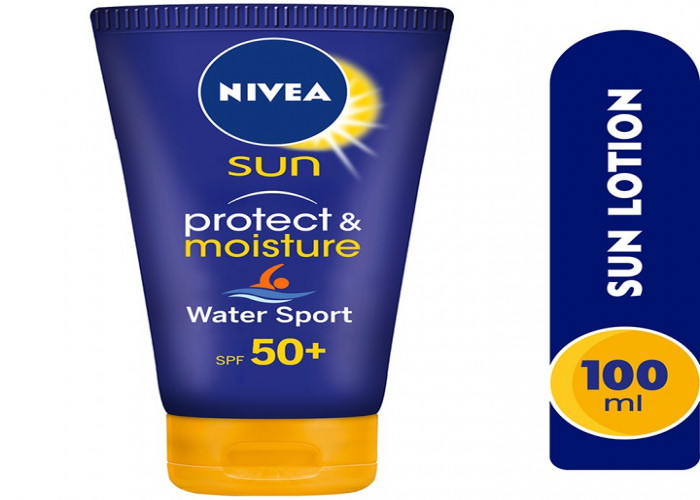 NIVEA
sun
protect &
moisture
Water Sport
SPF 50+
SUN LOTION
100
ml